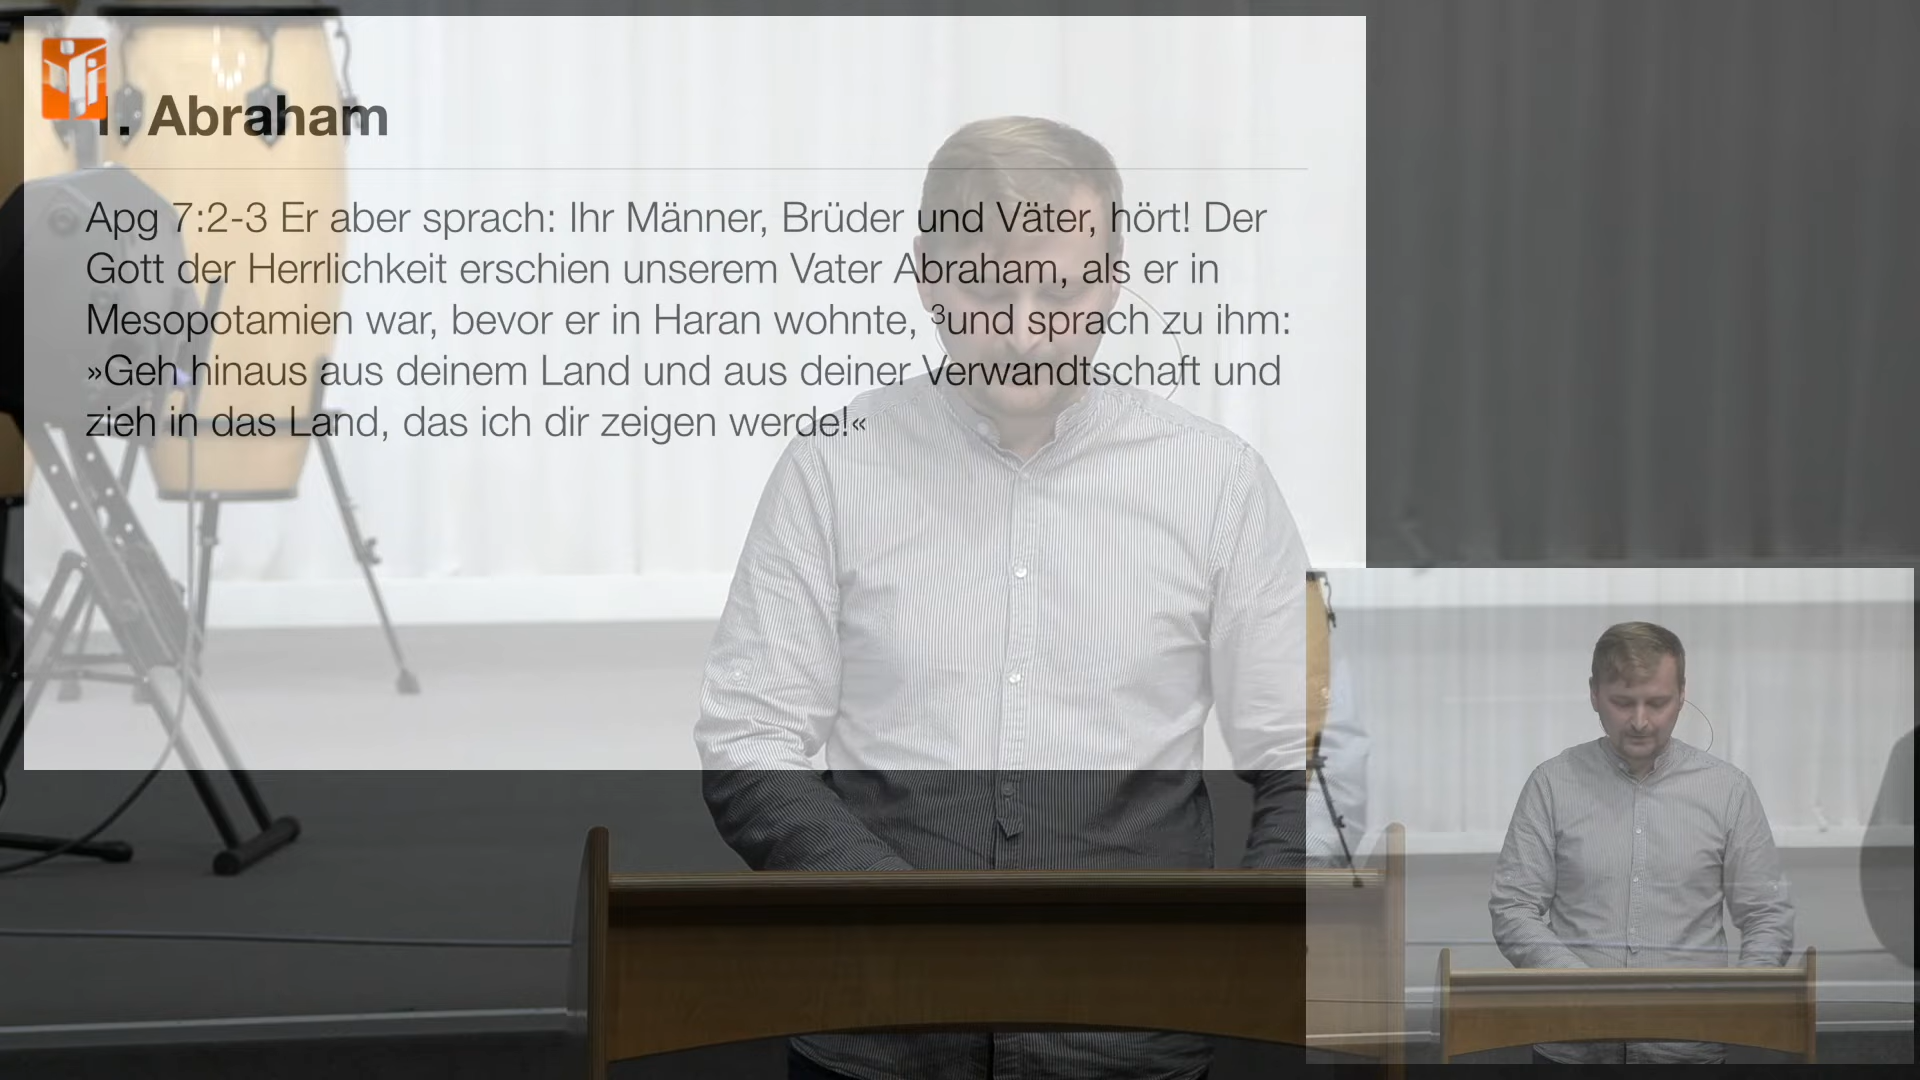 1. Abraham
Apg 7:2-3 Er aber sprach: Ihr Männer, Brüder und Väter, hört! Der
Gott der Herrlichkeit erschien unserem Vater Abraham, als er in
Mesopotamien war, bevor er in Haran wohnte, ³und sprach zu ihm:
»Geh hinaus aus deinem Land und aus deiner Verwandtschaft und
zieh in das Land, das ich dir zeigen werde!«